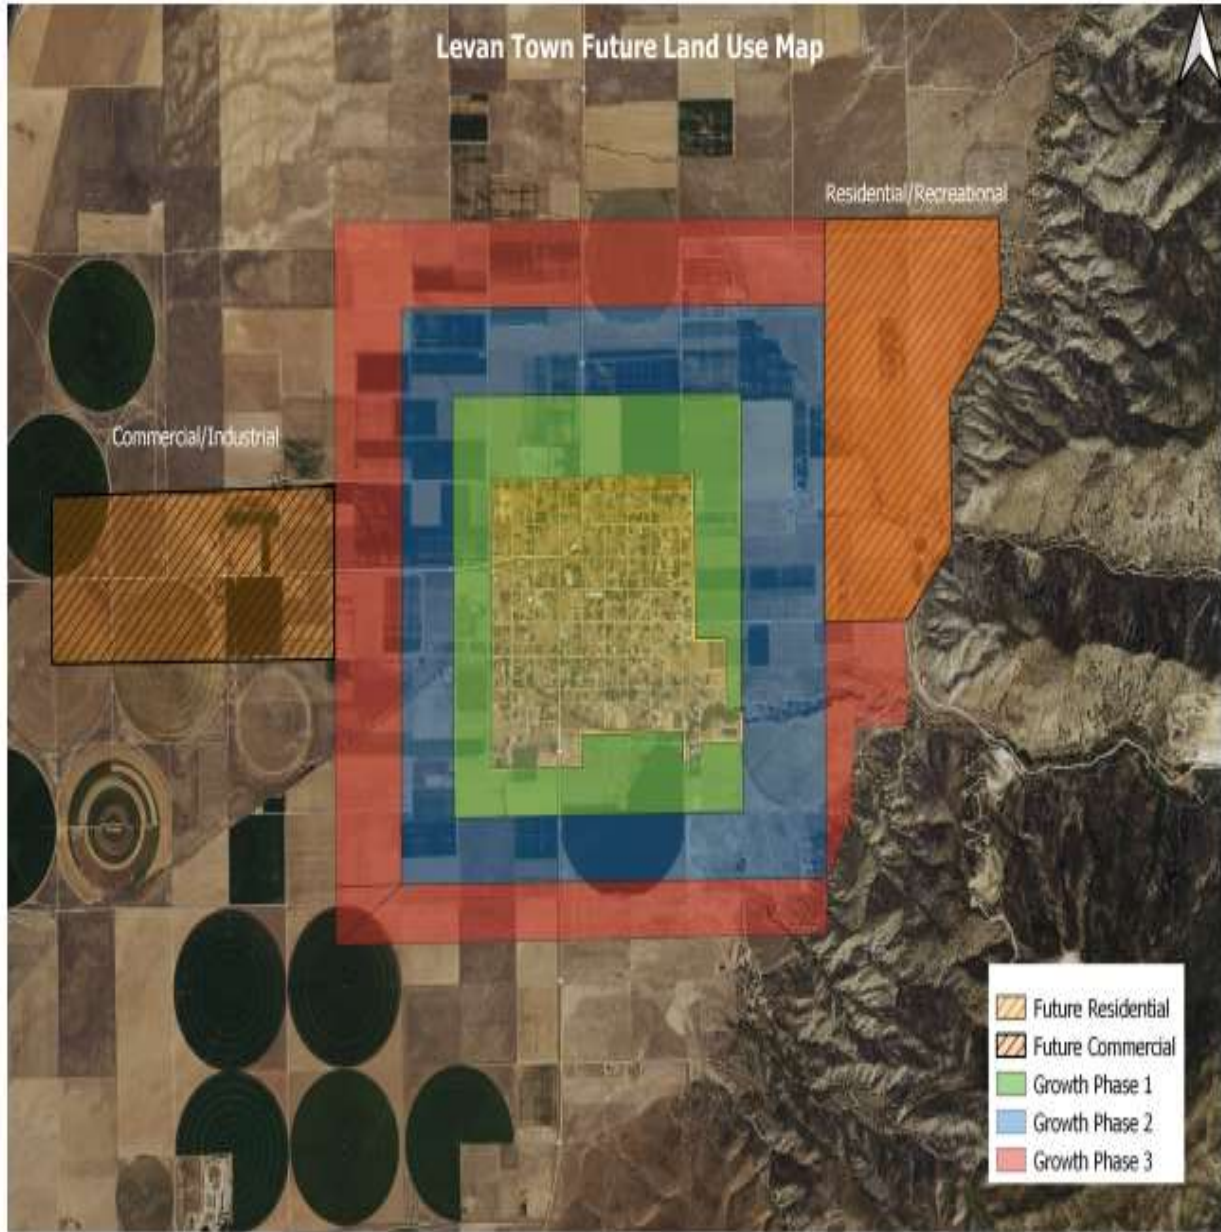 Levan Town Future Land Use Map
Residential/Recreational
Commercial/Industrial
Future Residential
Future Commercial
Growth Phase 1
Growth Phase 2
Growth Phase 3